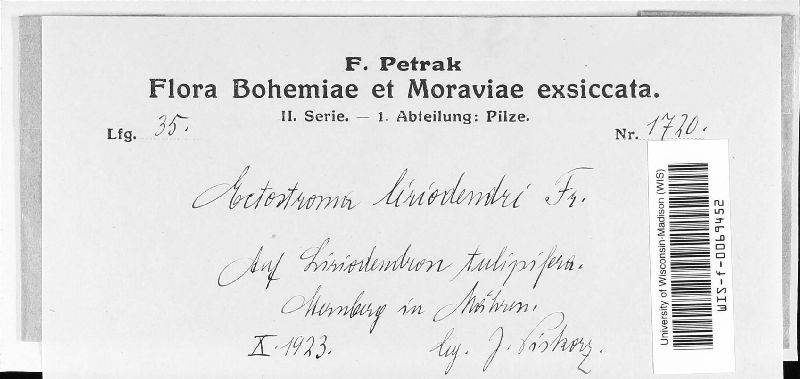 F. Petrak
Flora Bohemiae et Moraviae exsiccata.
II. Serie. — 1. Abteilung: Pilze.
Lfg. 35.
Nr. 1720.
Ectostroma liriodendri Fr.
Auf Liriodendron tulipifera.
Sternberg in Mähren.
X. 1923.
leg. J. Piskorz.
University of Wisconsin-Madison (WIS)
WIS-f-0069452